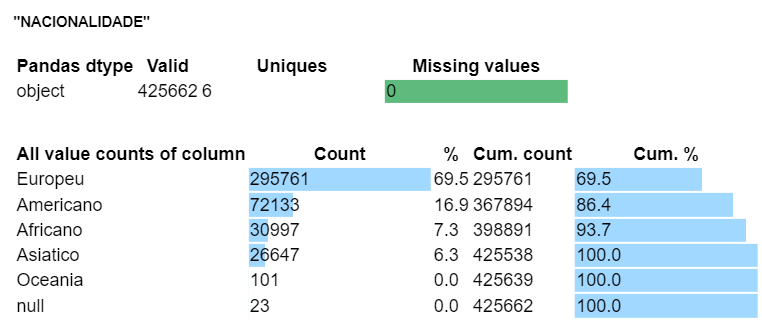 "NACIONALIDADE"
Pandas dtype Valid Uniques Missing values
object 425662 6 0
All value counts of column Count % Cum. count Cum. %
Europeu 295761 69.5 295761 69.5
Americano 72133 16.9 367894 86.4
Africano 30997 7.3 398891 93.7
Asiatico 26647 6.3 425538 100.0
Oceania 101 0.0 425639 100.0
null 23 0.0 425662 100.0